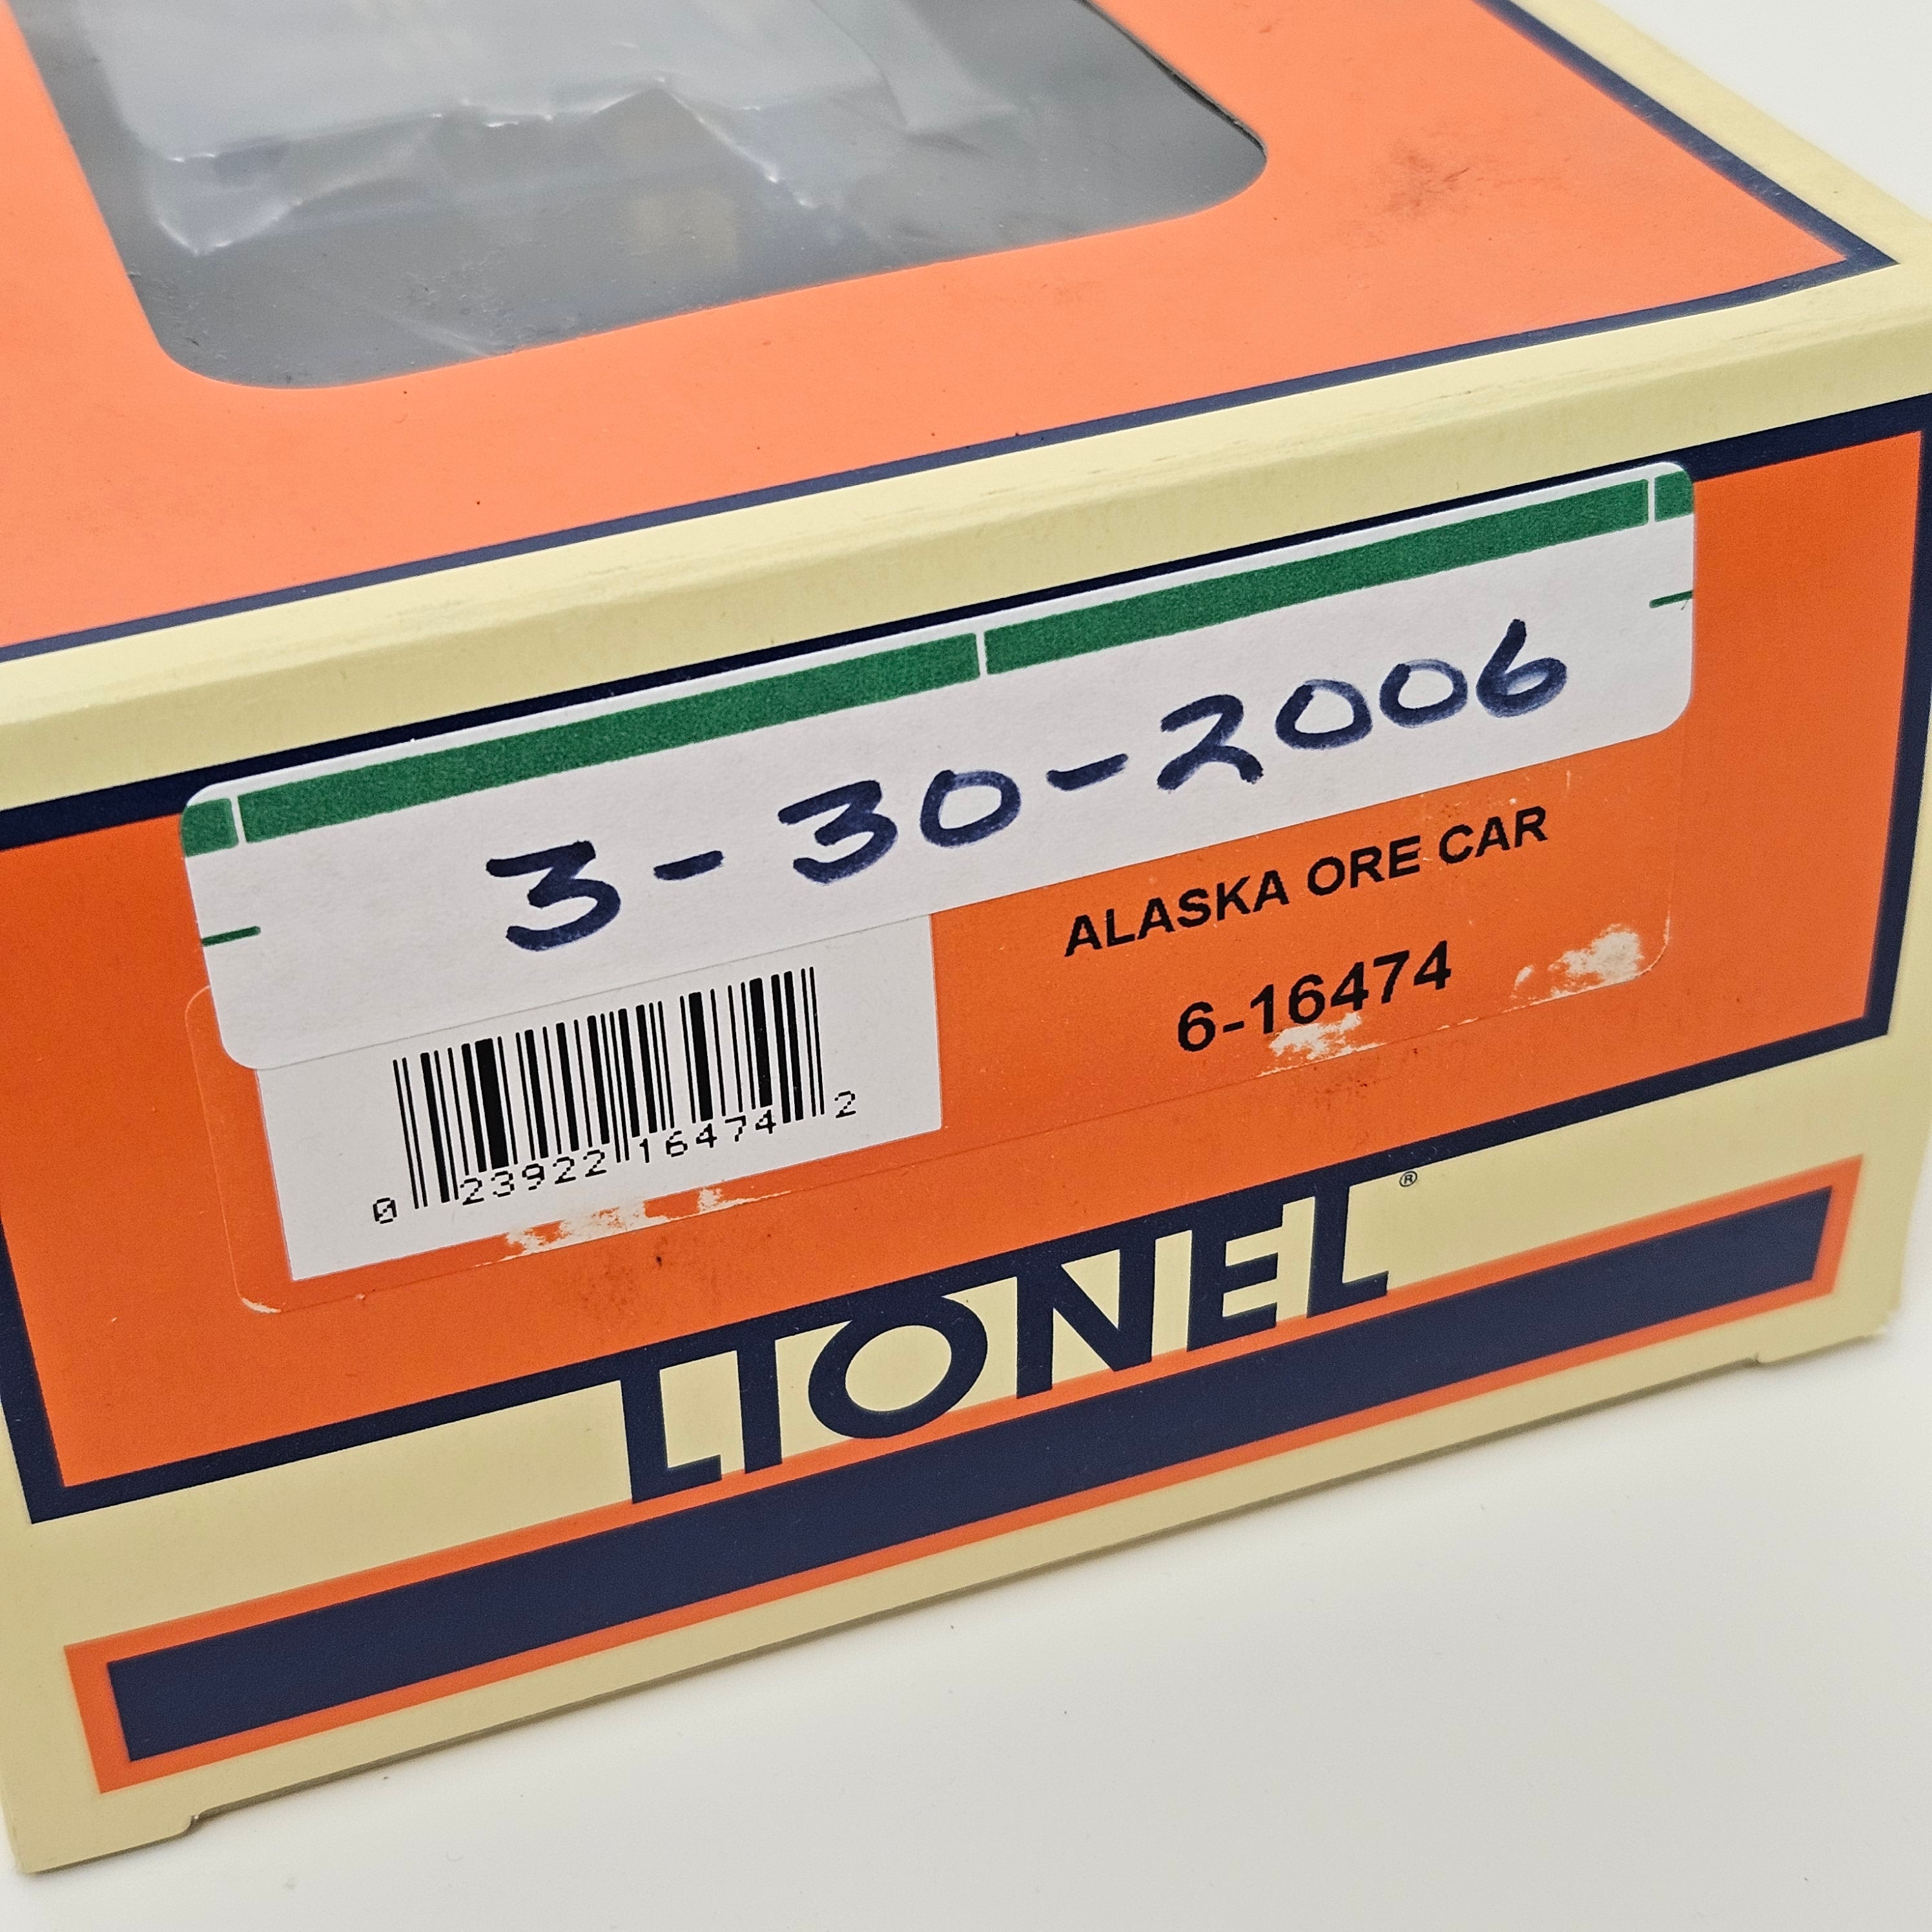 3-30-2006
ALASKA ORE CAR
6-16474
0 23922 16474 2
LIONEL®